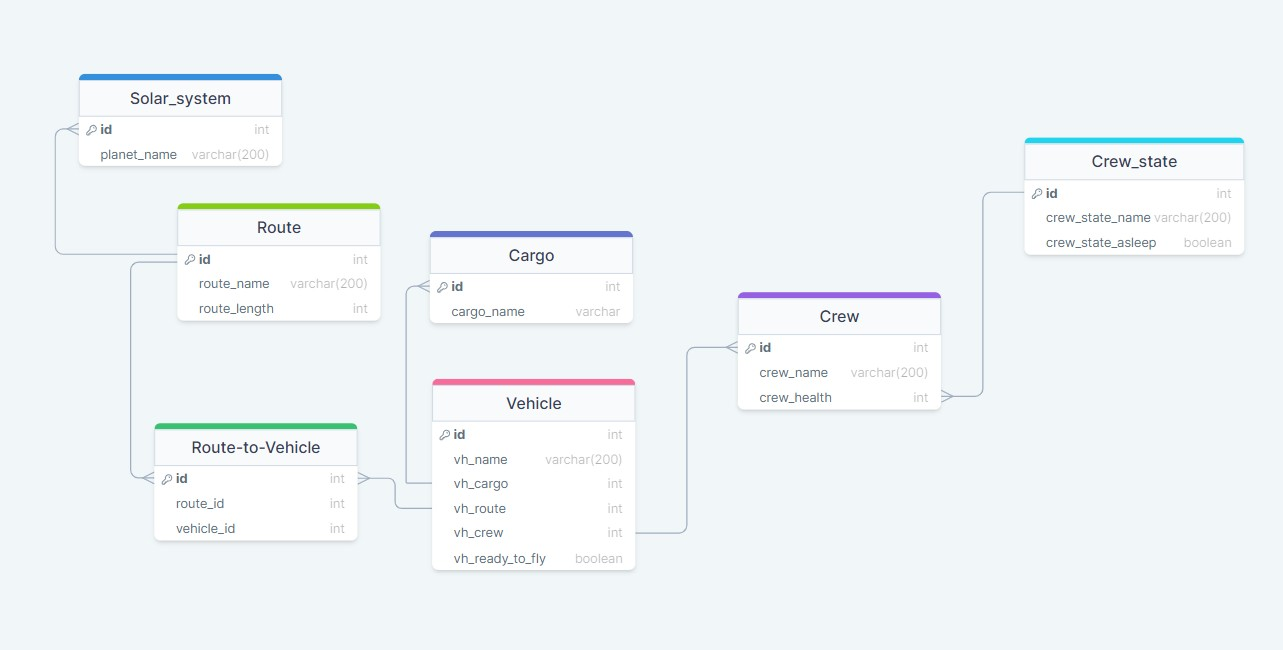 Solar_system
id int
planet_name varchar(200)
Route
id int
route_name varchar(200)
route_length int
Cargo
id int
cargo_name varchar
Vehicle
id int
vh_name varchar(200)
vh_cargo int
vh_route int
vh_crew int
vh_ready_to_fly boolean
Route-to-Vehicle
id int
route_id int
vehicle_id int
Crew
id int
crew_name varchar(200)
crew_health int
Crew_state
id int
crew_state_name varchar(200)
crew_state_asleep boolean